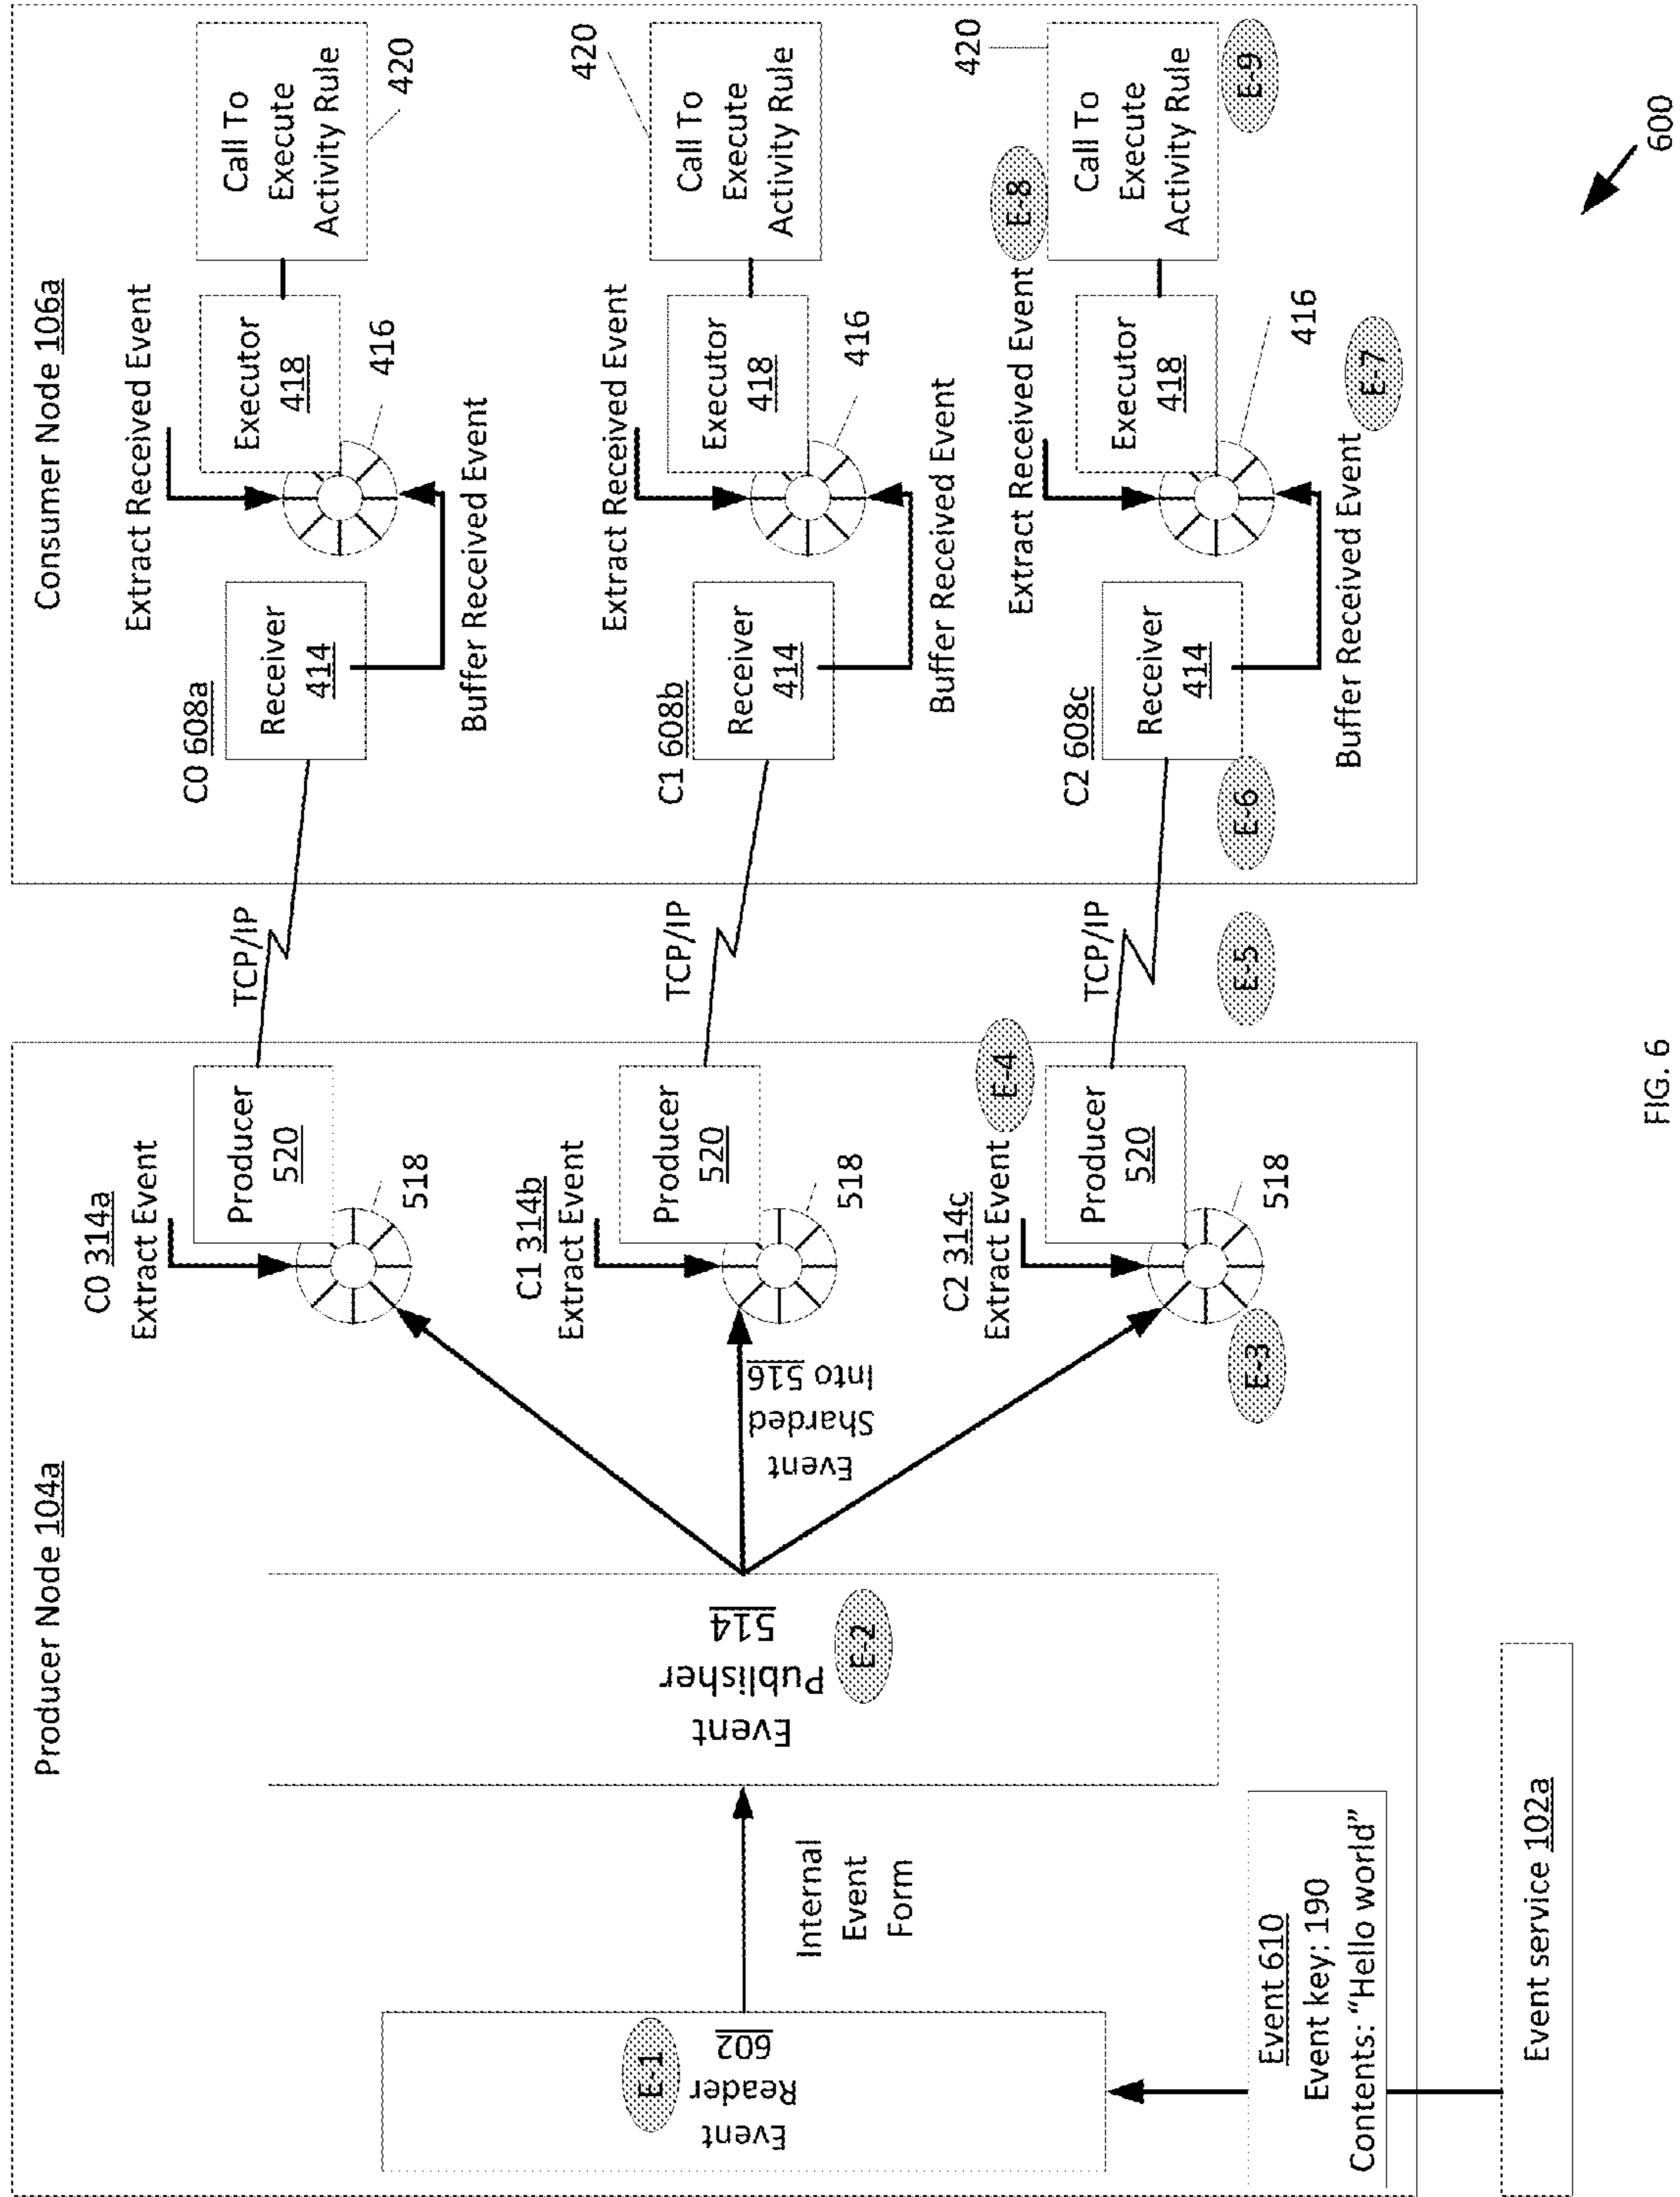 Producer Node 104a
Event
Reader
602
E-1
Internal
Event
Form
Event
Publisher
514
E-2
Event
Sharded
Into 516
C0 314a
Extract Event
Producer
520
518
C1 314b
Extract Event
Producer
520
518
C2 314c
Extract Event
E-4
Producer
520
518
E-3
Event 610
Event key: 190
Contents: “Hello world”
Event service 102a
TCP/IP
TCP/IP
TCP/IP
E-5
Consumer Node 106a
C0 608a
Receiver
414
Extract Received Event
Buffer Received Event
Executor
418
416
Call To
Execute
Activity Rule
420
C1 608b
Receiver
414
Extract Received Event
Buffer Received Event
Executor
418
416
Call To
Execute
Activity Rule
420
C2 608c
Receiver
414
E-6
Extract Received Event
E-8
Buffer Received Event
E-7
Executor
418
416
Call To
Execute
Activity Rule
420
E-9
600
FIG. 6